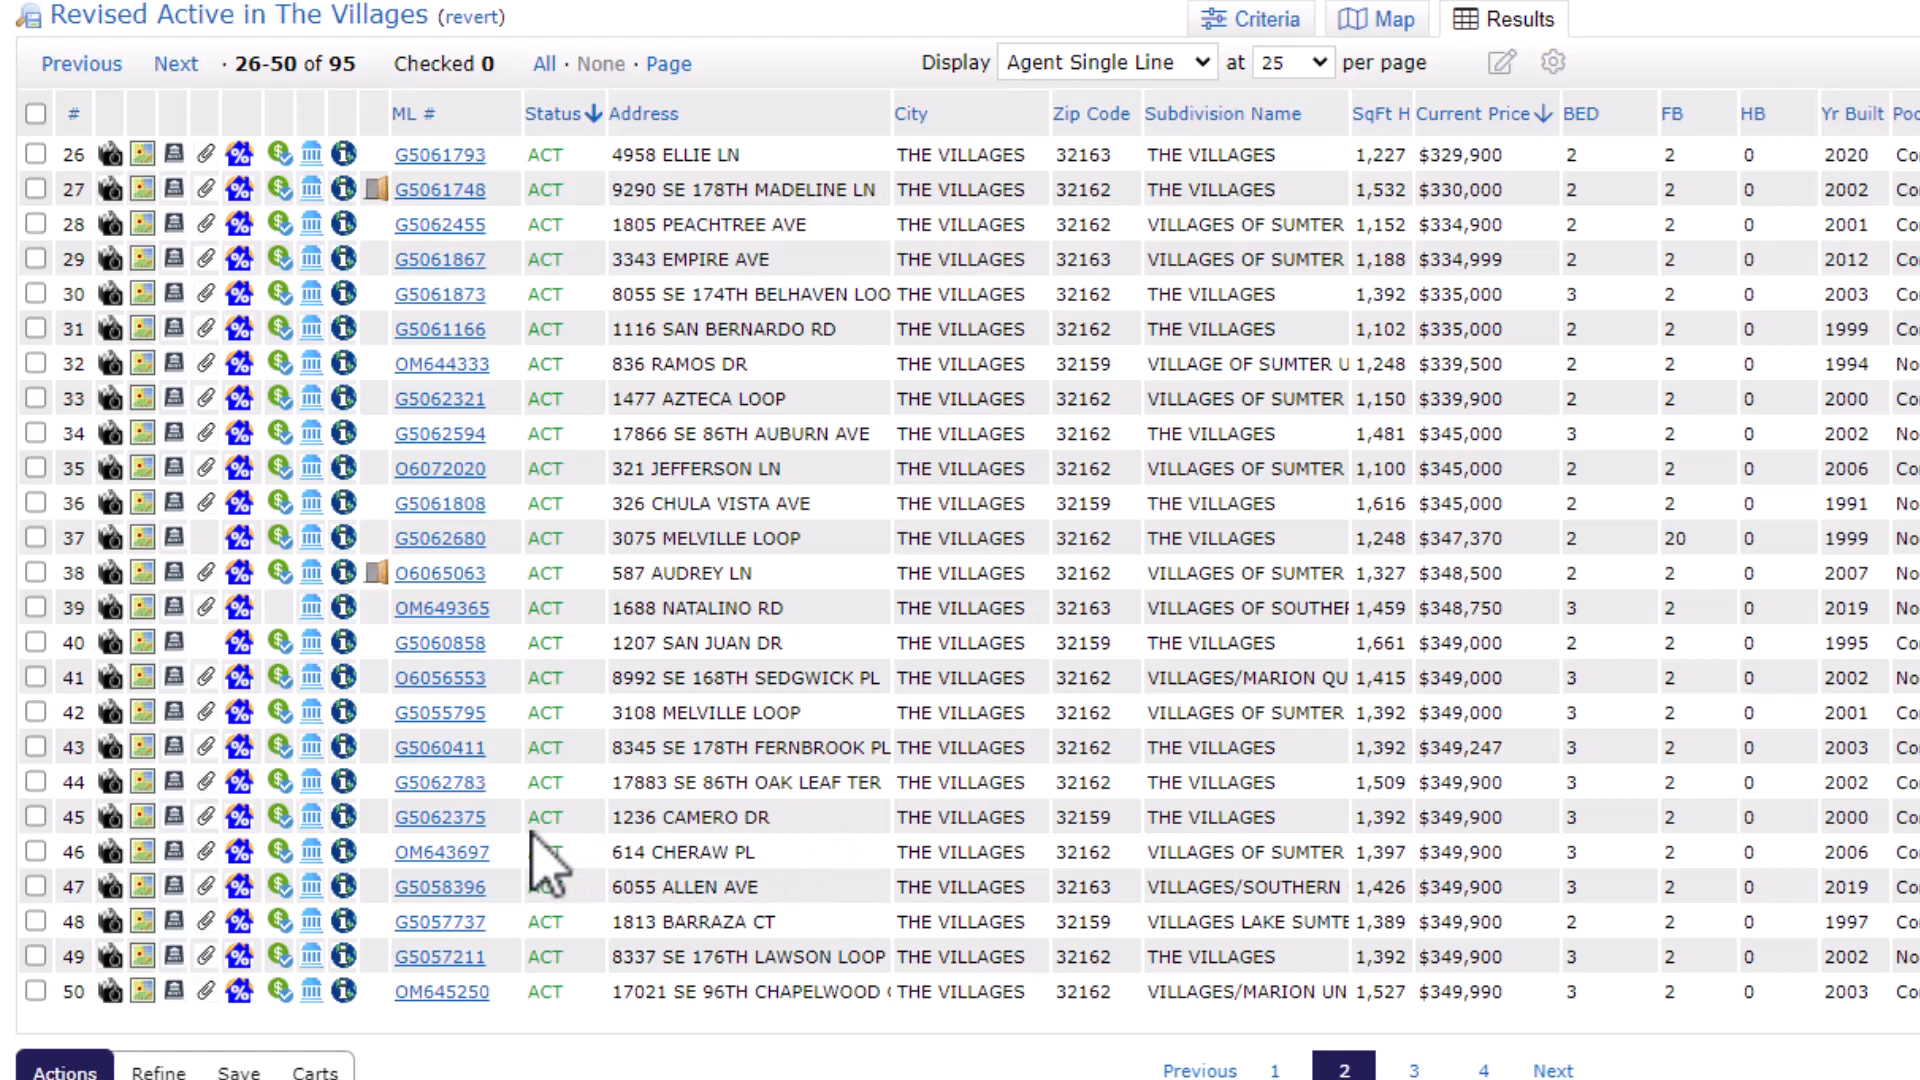 Revised Active in The Villages (revert)
Criteria Map Results
Previous Next · 26-50 of 95 Checked 0 All · None · Page Display Agent Single Line at 25 per page
# ML # Status Address City Zip Code Subdivision Name SqFt H Current Price BED FB HB Yr Built Poo
26 G5061793 ACT 4958 ELLIE LN THE VILLAGES 32163 THE VILLAGES 1,227 $329,900 2 2 0 2020 Co
27 G5061748 ACT 9290 SE 178TH MADELINE LN THE VILLAGES 32162 THE VILLAGES 1,532 $330,000 2 2 0 2002 Co
28 G5062455 ACT 1805 PEACHTREE AVE THE VILLAGES 32162 VILLAGES OF SUMTER 1,152 $334,900 2 2 0 2001 Co
29 G5061867 ACT 3343 EMPIRE AVE THE VILLAGES 32163 VILLAGES OF SUMTER 1,188 $334,999 2 2 0 2012 Co
30 G5061873 ACT 8055 SE 174TH BELHAVEN LOO THE VILLAGES 32162 THE VILLAGES 1,392 $335,000 3 2 0 2003 Co
31 G5061166 ACT 1116 SAN BERNARDO RD THE VILLAGES 32162 THE VILLAGES 1,102 $335,000 2 2 0 1999 Co
32 OM644333 ACT 836 RAMOS DR THE VILLAGES 32159 VILLAGE OF SUMTER U 1,248 $339,500 2 2 0 1994 No
33 G5062321 ACT 1477 AZTECA LOOP THE VILLAGES 32162 VILLAGES OF SUMTER 1,150 $339,900 2 2 0 2000 Co
34 G5062594 ACT 17866 SE 86TH AUBURN AVE THE VILLAGES 32162 THE VILLAGES 1,481 $345,000 3 2 0 2002 No
35 O6072020 ACT 321 JEFFERSON LN THE VILLAGES 32162 VILLAGES OF SUMTER 1,100 $345,000 2 2 0 2006 Co
36 G5061808 ACT 326 CHULA VISTA AVE THE VILLAGES 32159 THE VILLAGES 1,616 $345,000 2 2 0 1991 No
37 G5062680 ACT 3075 MELVILLE LOOP THE VILLAGES 32162 THE VILLAGES 1,248 $347,370 2 20 0 1999 No
38 O6065063 ACT 587 AUDREY LN THE VILLAGES 32162 VILLAGES OF SUMTER 1,327 $348,500 2 2 0 2007 No
39 OM649365 ACT 1688 NATALINO RD THE VILLAGES 32163 VILLAGES OF SOUTHER 1,459 $348,750 3 2 0 2019 No
40 G5060858 ACT 1207 SAN JUAN DR THE VILLAGES 32159 THE VILLAGES 1,661 $349,000 2 2 0 1995 Co
41 O6056553 ACT 8992 SE 168TH SEDGWICK PL THE VILLAGES 32162 VILLAGES/MARION QU 1,415 $349,000 3 2 0 2002 No
42 G5055795 ACT 3108 MELVILLE LOOP THE VILLAGES 32162 VILLAGES OF SUMTER 1,392 $349,000 3 2 0 2001 Co
43 G5060411 ACT 8345 SE 178TH FERNBROOK PL THE VILLAGES 32162 THE VILLAGES 1,392 $349,247 3 2 0 2003 Co
44 G5062783 ACT 17883 SE 86TH OAK LEAF TER THE VILLAGES 32162 THE VILLAGES 1,509 $349,900 3 2 0 2002 Co
45 G5062375 ACT 1236 CAMERO DR THE VILLAGES 32159 THE VILLAGES 1,392 $349,900 3 2 0 2000 Co
46 OM643697 614 CHERAW PL THE VILLAGES 32162 VILLAGES OF SUMTER 1,397 $349,900 3 2 0 2006 Co
47 G5058396 6055 ALLEN AVE THE VILLAGES 32163 VILLAGES/SOUTHERN 1,426 $349,900 3 2 0 2019 Co
48 G5057737 ACT 1813 BARRAZA CT THE VILLAGES 32159 VILLAGES LAKE SUMTE 1,389 $349,900 2 2 0 1997 Co
49 G5057211 ACT 8337 SE 176TH LAWSON LOOP THE VILLAGES 32162 THE VILLAGES 1,392 $349,900 3 2 0 2002 No
50 OM645250 ACT 17021 SE 96TH CHAPELWOOD THE VILLAGES 32162 VILLAGES/MARION UN 1,527 $349,990 3 2 0 2003 Co
Actions Refine Save Carts Previous 1 2 3 4 Next